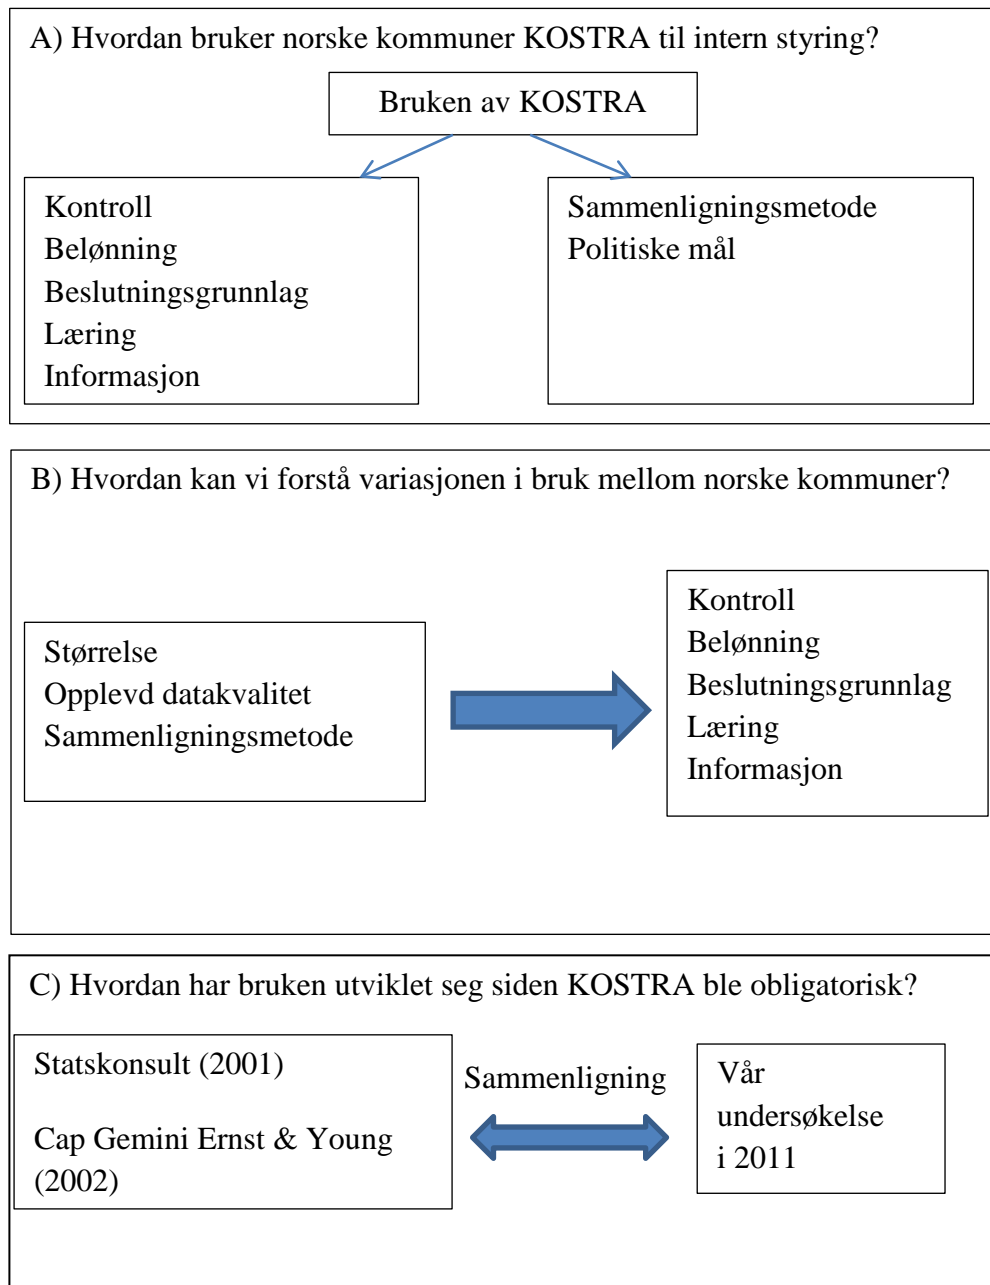 A) Hvordan bruker norske kommuner KOSTRA til intern styring?
Bruken av KOSTRA
Kontroll
Belønning
Beslutningsgrunnlag
Læring
Informasjon
Sammenligningsmetode
Politiske mål
B) Hvordan kan vi forstå variasjonen i bruk mellom norske kommuner?
Størrelse
Opplevd datakvalitet
Sammenligningsmetode
Kontroll
Belønning
Beslutningsgrunnlag
Læring
Informasjon
C) Hvordan har bruken utviklet seg siden KOSTRA ble obligatorisk?
Statskonsult (2001)
Cap Gemini Ernst & Young
(2002)
Sammenligning
Vår
undersøkelse
i 2011